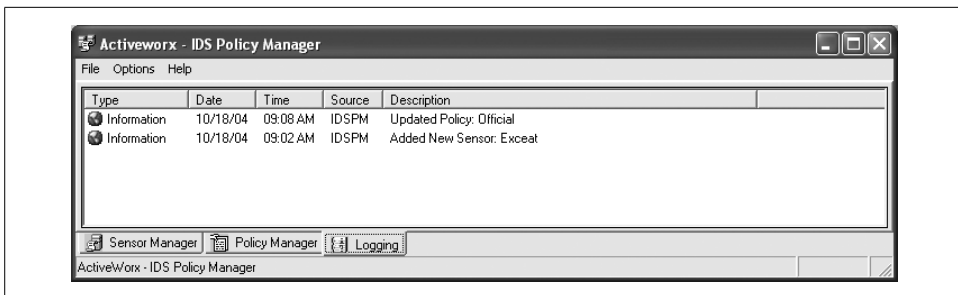 Activeworx - IDS Policy Manager
File Options Help
Type Date Time Source Description
Information 10/18/04 09:08 AM IDSPM Updated Policy: Official
Information 10/18/04 09:02 AM IDSPM Added New Sensor: Exceat
Sensor Manager Policy Manager Logging
ActiveWorx - IDS Policy Manager